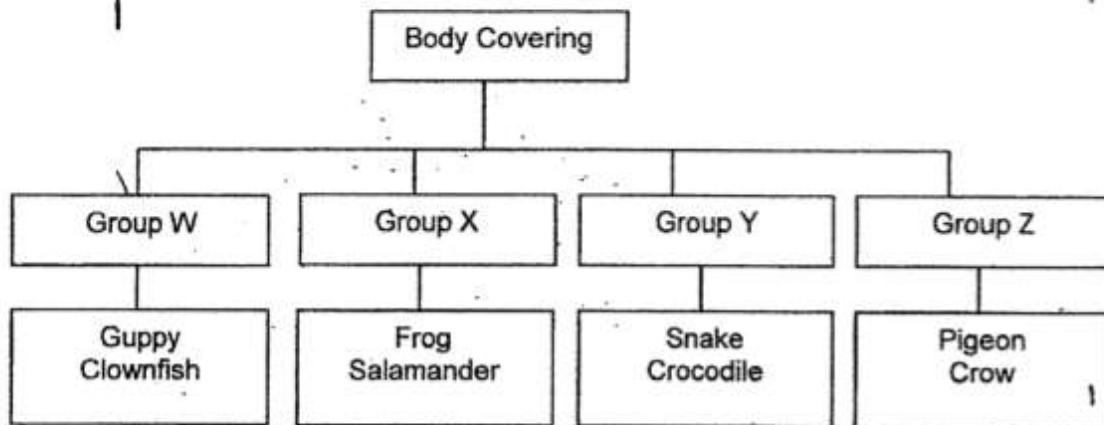 Body Covering
Group W
Group X
Group Y
Group Z
Guppy
Clownfish
Frog
Salamander
Snake
Crocodile
Pigeon
Crow